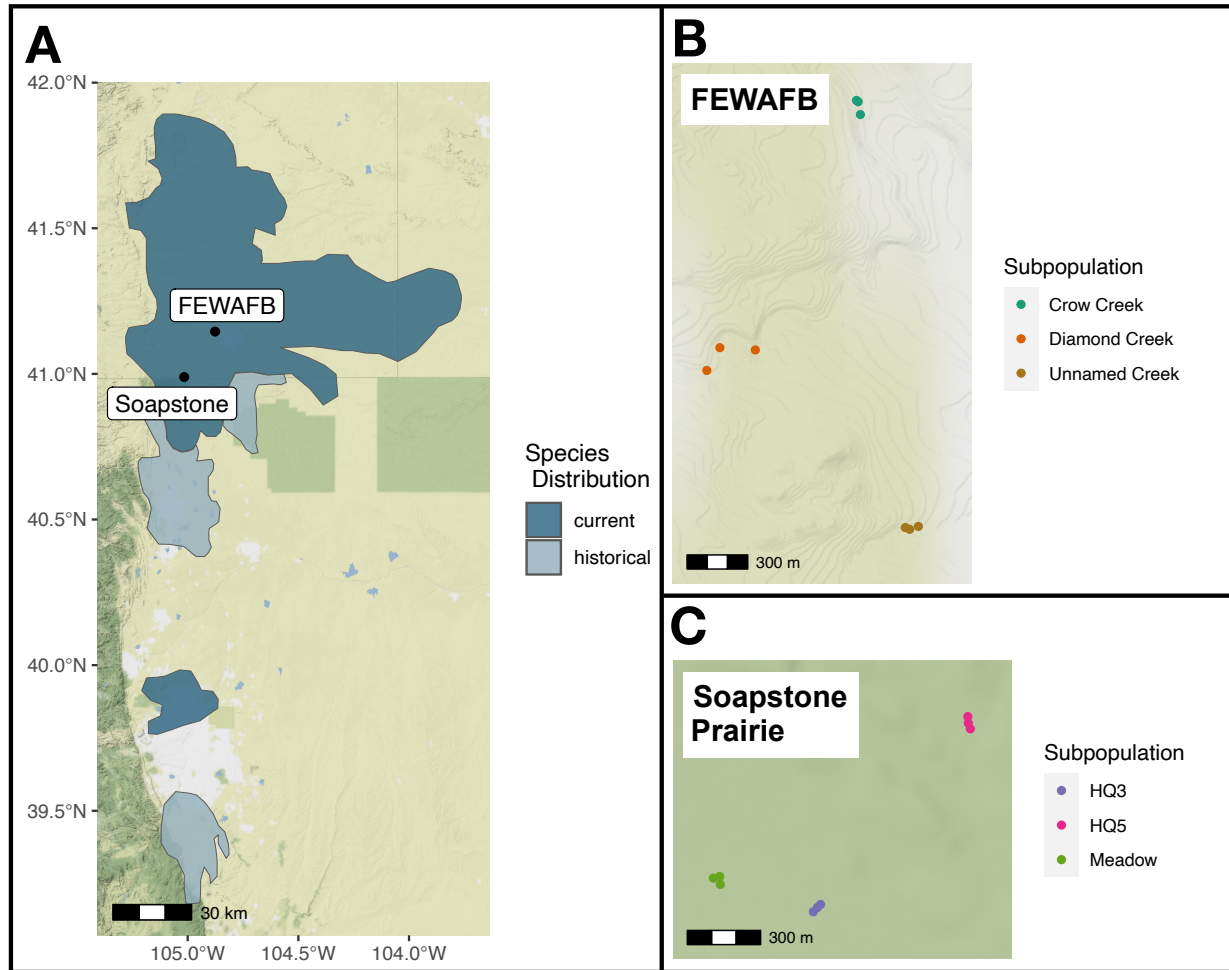 A
42.0°N
41.5°N
41.0°N
40.5°N
40.0°N
39.5°N
105.0°W
104.5°W
104.0°W
FEWAFB
Soapstone
30 km
Species
Distribution
current
historical
B
FEWAFB
300 m
Subpopulation
Crow Creek
Diamond Creek
Unnamed Creek
C
Soapstone
Prairie
300 m
Subpopulation
HQ3
HQ5
Meadow